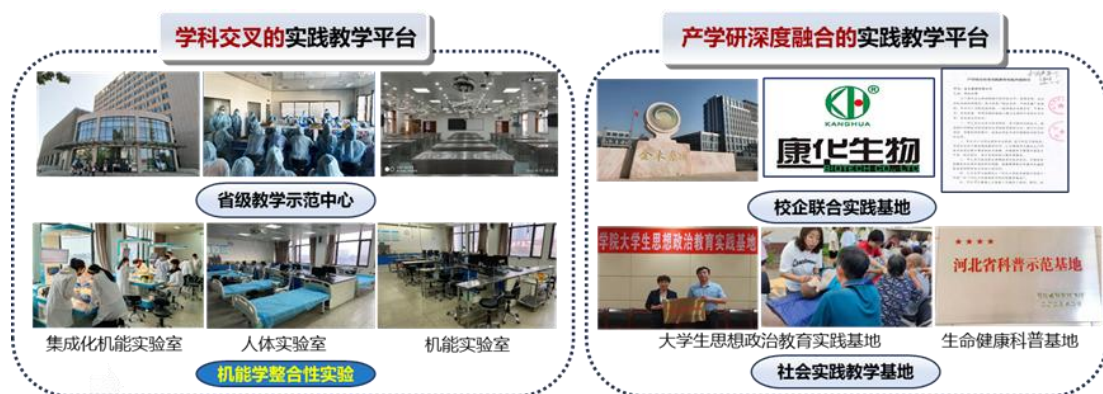 学科交叉的实践教学平台
省级教学示范中心
集成化机能实验室
人体实验室
机能实验室
机能学整合性实验
产学研深度融合的实践教学平台
KH®
KANGHUA
康华生物
BIOTECH CO.,LTD
校企联合实践基地
学院大学生思想政治教育实践基地
★★★★
河北省科普示范基地
大学生思想政治教育实践基地
生命健康科普基地
社会实践教学基地